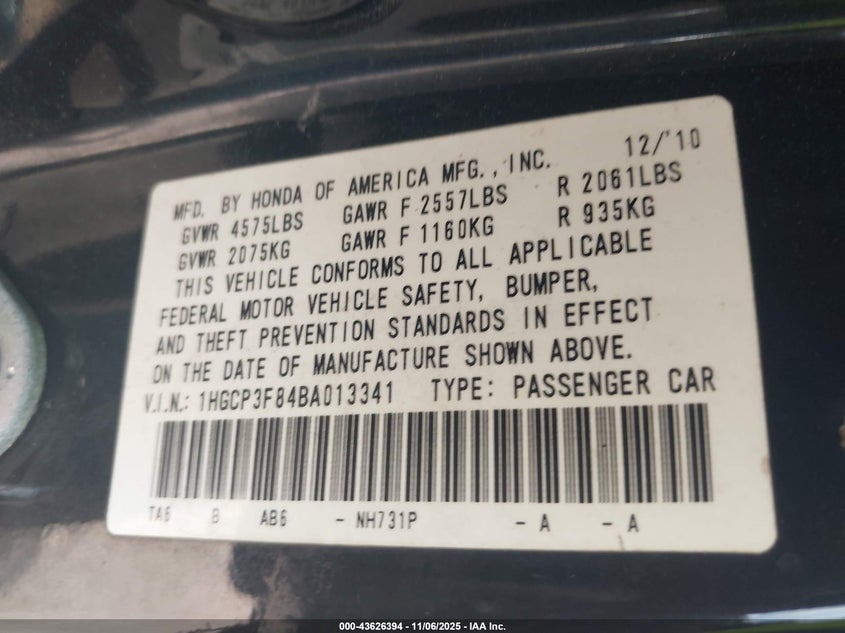 12/'10
MFD. BY HONDA OF AMERICA MFG., INC.
GVWR 4575LBS GAWR F 2557LBS R 2061LBS
GVWR 2075KG GAWR F 1160KG R 935KG
THIS VEHICLE CONFORMS TO ALL APPLICABLE
FEDERAL MOTOR VEHICLE SAFETY, BUMPER,
AND THEFT PREVENTION STANDARDS IN EFFECT
ON THE DATE OF MANUFACTURE SHOWN ABOVE.
V.I.N.: 1HGCP3F84BA013341 TYPE: PASSENGER CAR
TA6 B AB6 - NH731P - A - A
000-43626394 - 11/06/2025 - IAA Inc.